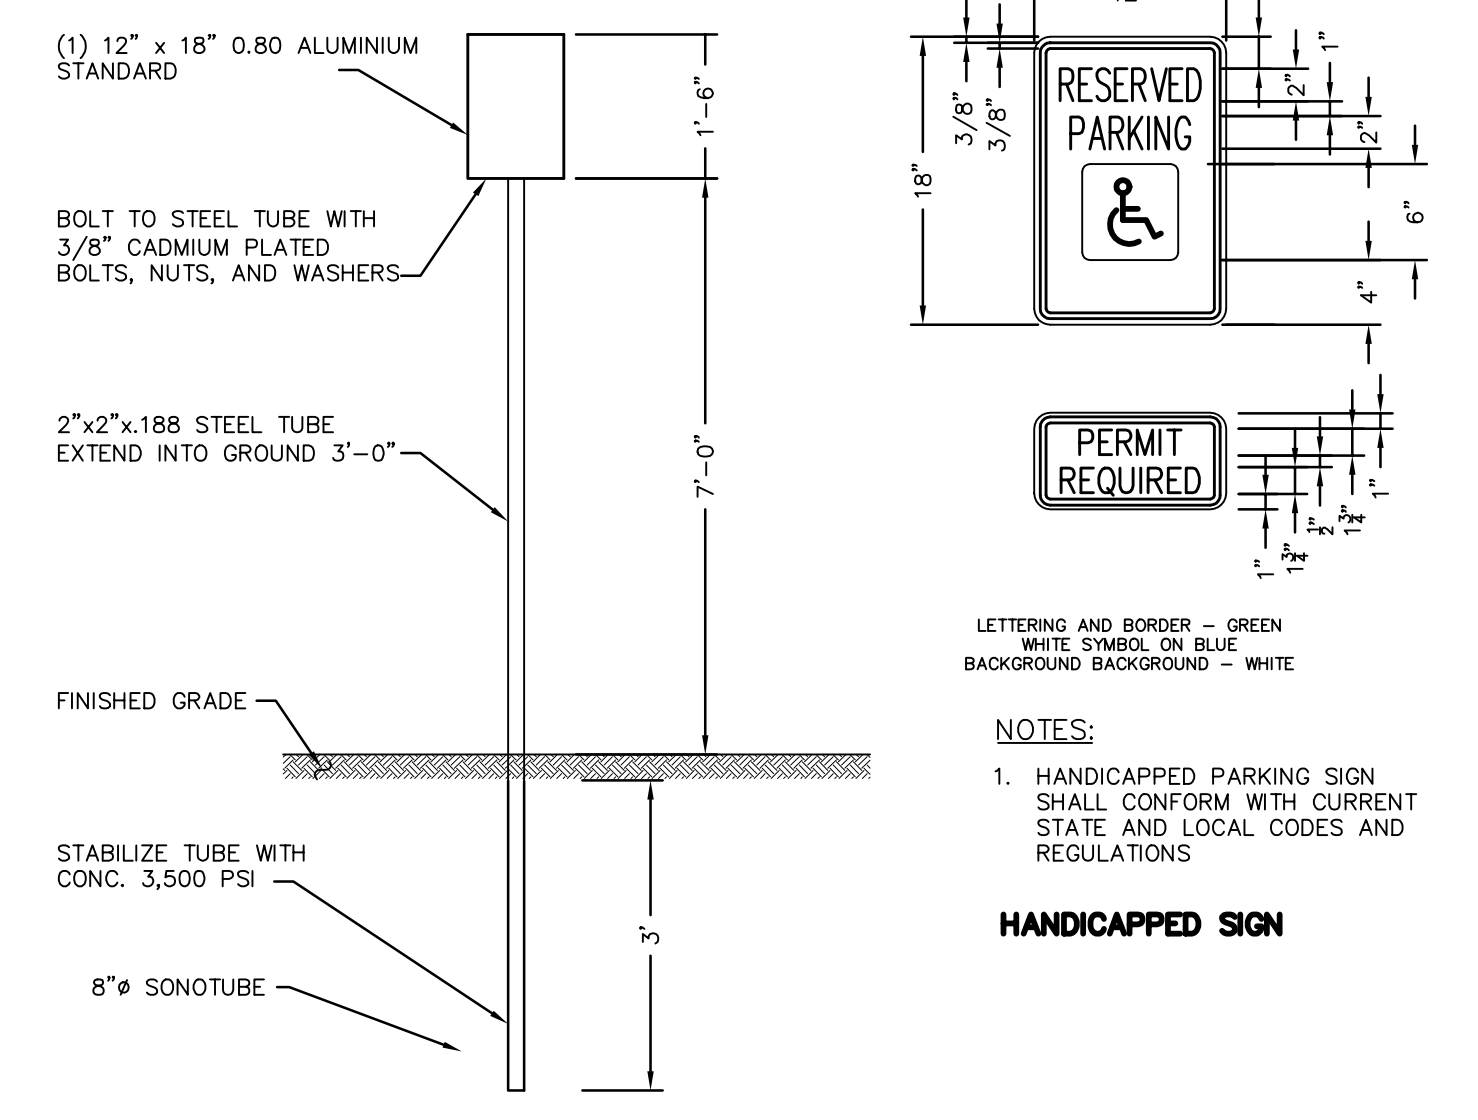 (1) 12" x 18" 0.80 ALUMINIUM
STANDARD
1'-6"
BOLT TO STEEL TUBE WITH
3/8" CADMIUM PLATED
BOLTS, NUTS, AND WASHERS
2"x2"x.188 STEEL TUBE
EXTEND INTO GROUND 3'-0"
7'-0"
FINISHED GRADE
STABILIZE TUBE WITH
CONC. 3,500 PSI
3'
8"ø SONOTUBE
RESERVED
PARKING
18"
3/8"
3/8"
2"
1"
2"
6"
4"
PERMIT
REQUIRED
1"
1 3/4"
1/2"
1 3/4"
1"
LETTERING AND BORDER - GREEN
WHITE SYMBOL ON BLUE
BACKGROUND BACKGROUND - WHITE
NOTES:
1. HANDICAPPED PARKING SIGN
SHALL CONFORM WITH CURRENT
STATE AND LOCAL CODES AND
REGULATIONS
HANDICAPPED SIGN